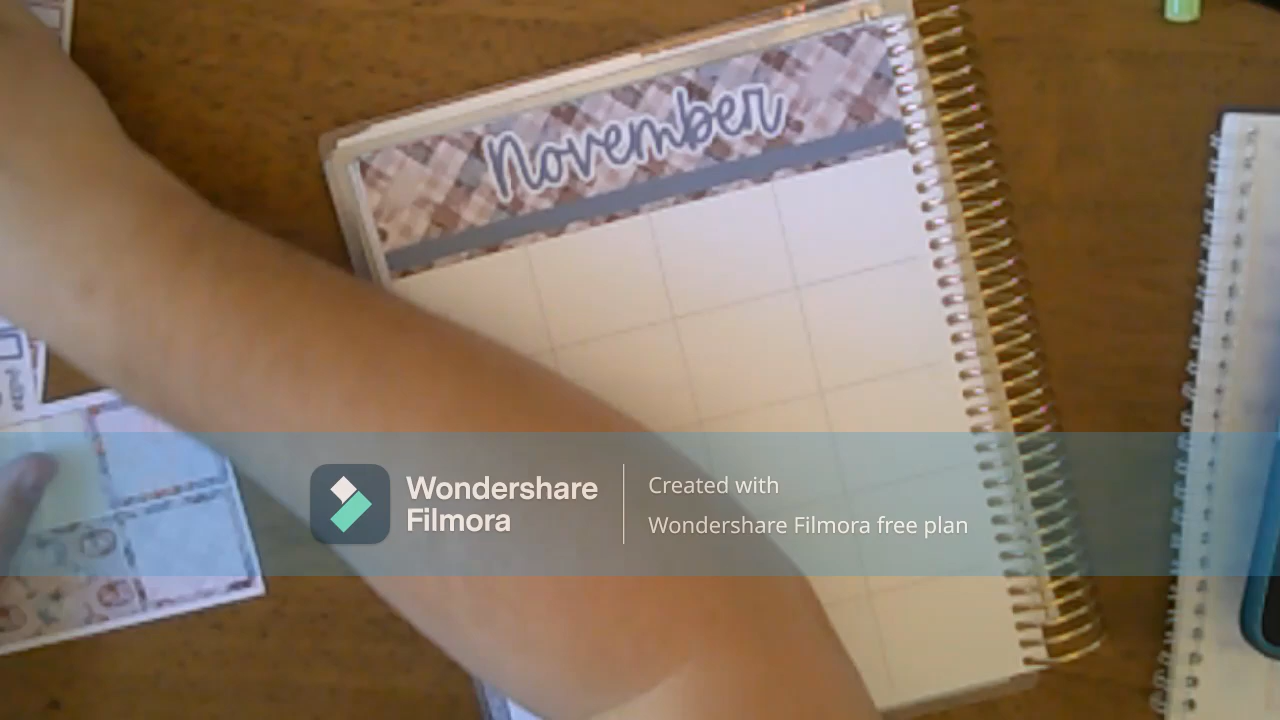 November
Wondershare
Filmora
Created with
Wondershare Filmora free plan